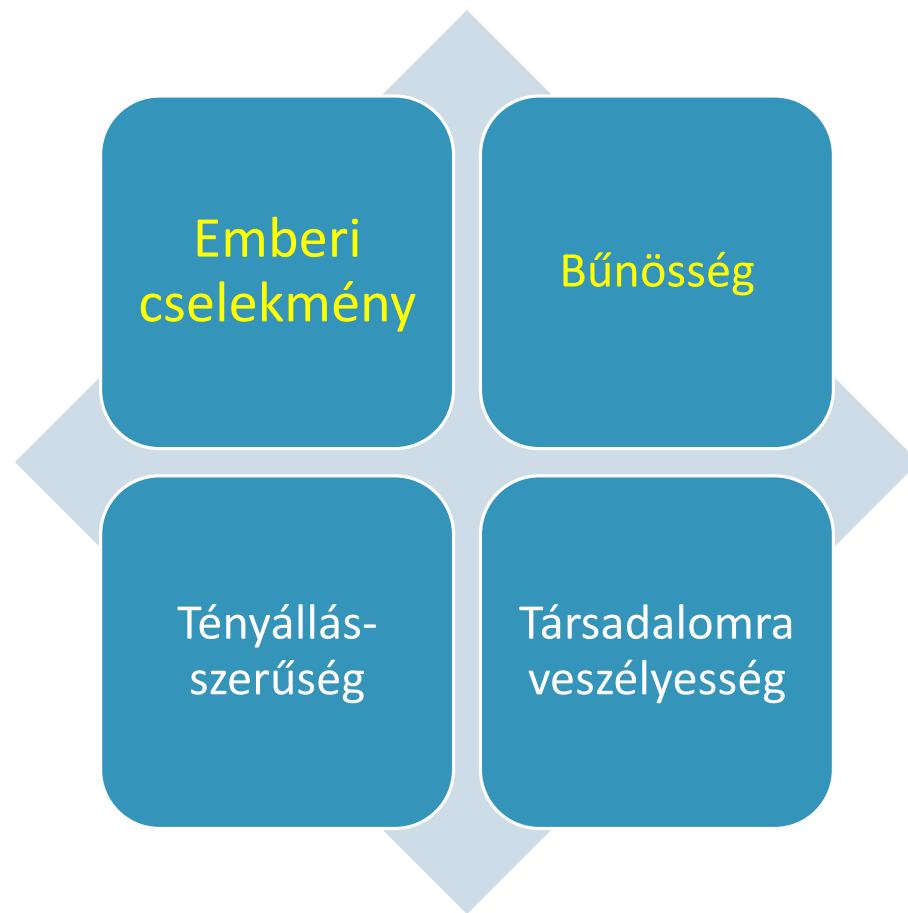 Emberi
cselekmény
Bűnösség
Tényállás-
szerűség
Társadalomra
veszélyesség